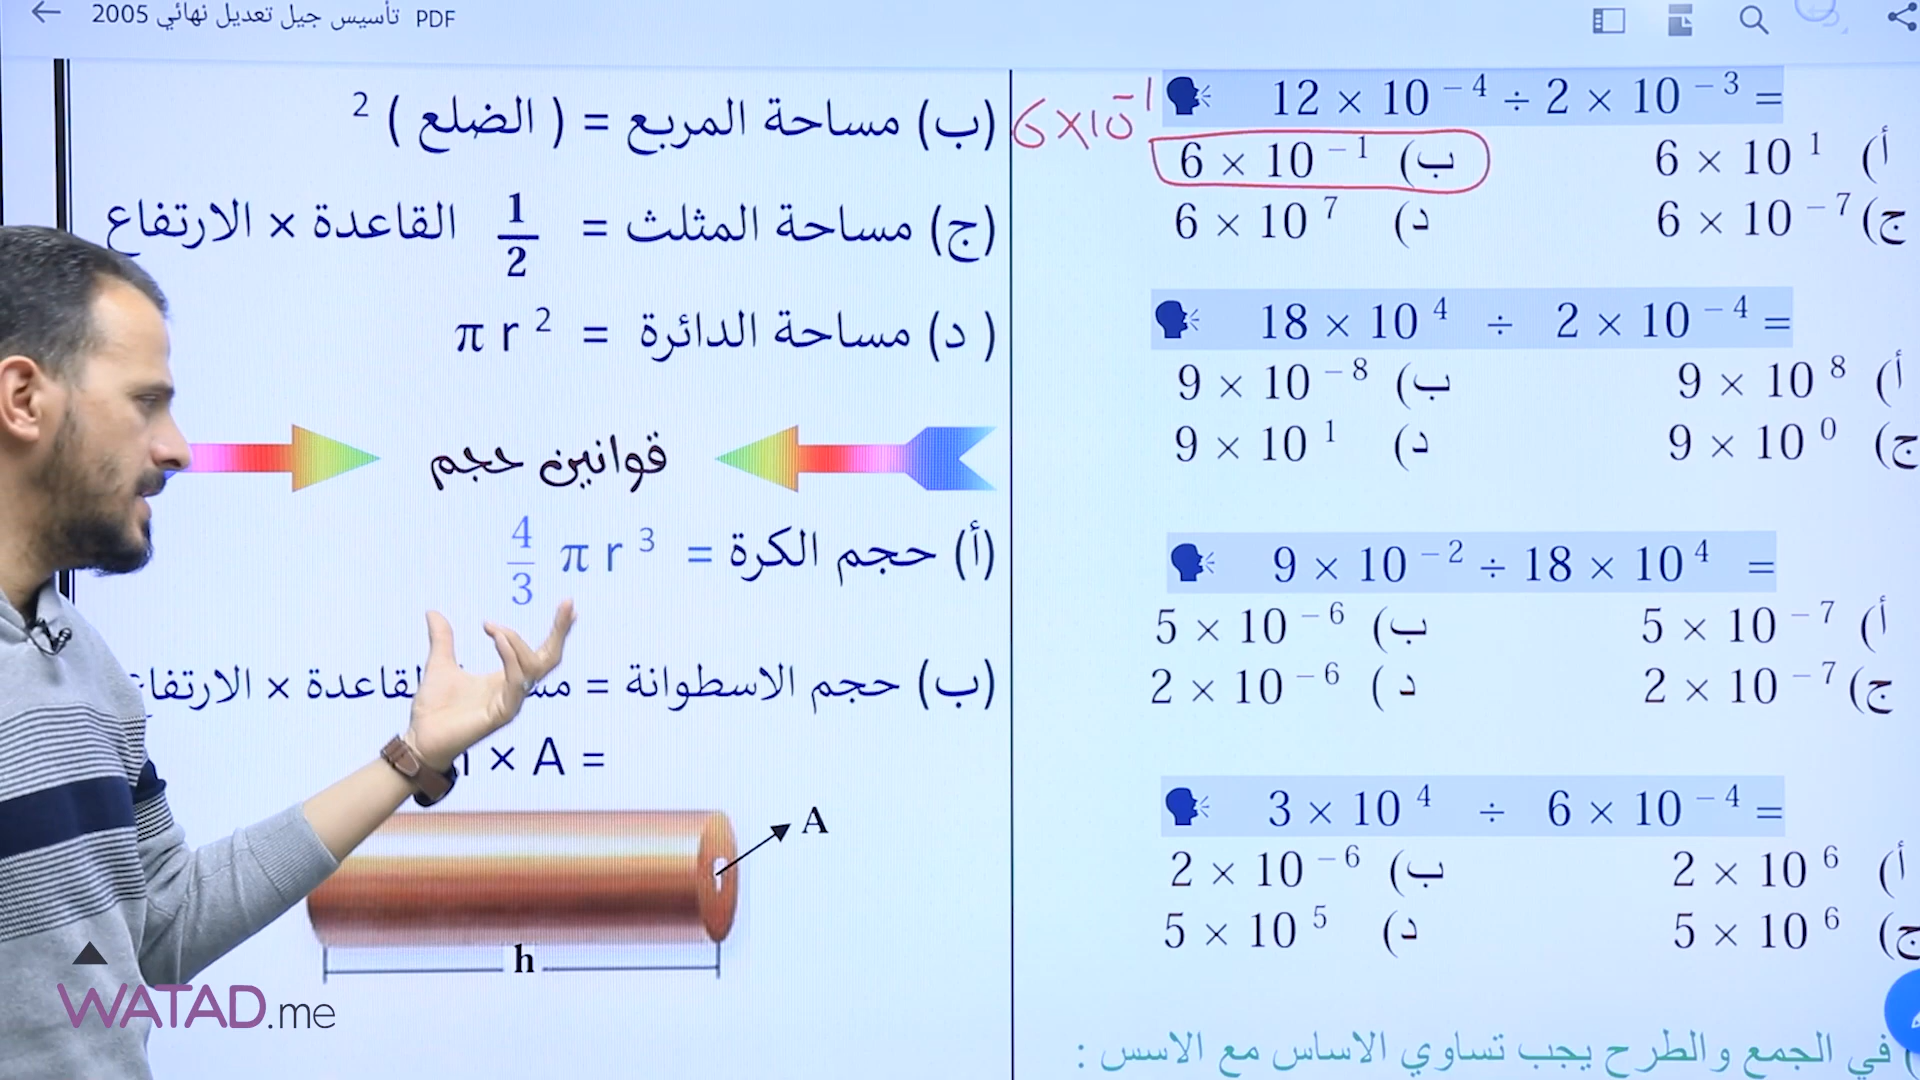 تأسيس جيل تعديل نهائي 2005 PDF
12 × 10 ⁻⁴ ÷ 2 × 10 ⁻³ =
6×10⁻¹
أ) 6 × 10 ¹ ب) 6 × 10 ⁻¹
ج) 6 × 10 ⁻⁷ د) 6 × 10 ⁷
18 × 10 ⁴ ÷ 2 × 10 ⁻⁴ =
أ) 9 × 10 ⁸ ب) 9 × 10 ⁻⁸
ج) 9 × 10 ⁰ د) 9 × 10 ¹
9 × 10 ⁻² ÷ 18 × 10 ⁴ =
أ) 5 × 10 ⁻⁷ ب) 5 × 10 ⁻⁶
ج) 2 × 10 ⁻⁷ د) 2 × 10 ⁻⁶
3 × 10 ⁴ ÷ 6 × 10 ⁻⁴ =
أ) 2 × 10 ⁶ ب) 2 × 10 ⁻⁶
ج) 5 × 10 ⁶ د) 5 × 10 ⁵
في الجمع والطرح يجب تساوي الاساس مع الاسس :
(ب) مساحة المربع = ( الضلع ) ²
(ج) مساحة المثلث = 1/2 القاعدة × الارتفاع
(د) مساحة الدائرة = π r ²
قوانين حجم
(أ) حجم الكرة = 4/3 π r ³
(ب) حجم الاسطوانة = القاعدة × الارتفاع
= A ×
A
h
WATAD.me